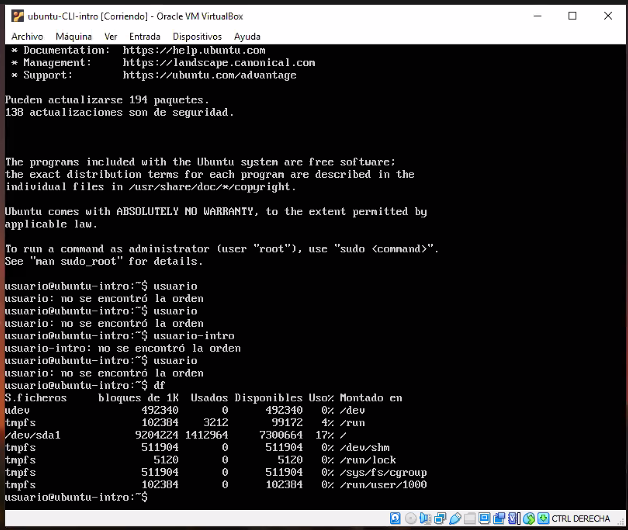 ubuntu-CLI-intro [Corriendo] - Oracle VM VirtualBox
Archivo Máquina Ver Entrada Dispositivos Ayuda
* Documentation: https://help.ubuntu.com
* Management: https://landscape.canonical.com
* Support: https://ubuntu.com/advantage
Pueden actualizarse 194 paquetes.
138 actualizaciones son de seguridad.
The programs included with the Ubuntu system are free software;
the exact distribution terms for each program are described in the
individual files in /usr/share/doc/*/copyright.
Ubuntu comes with ABSOLUTELY NO WARRANTY, to the extent permitted by
applicable law.
To run a command as administrator (user "root"), use "sudo <command>".
See "man sudo_root" for details.
usuario@ubuntu-intro:~$ usuario
usuario: no se encontró la orden
usuario@ubuntu-intro:~$ usuario
usuario: no se encontró la orden
usuario@ubuntu-intro:~$ usuario-intro
usuario-intro: no se encontró la orden
usuario@ubuntu-intro:~$ usuario
usuario: no se encontró la orden
usuario@ubuntu-intro:~$ df
S.ficheros bloques de 1K Usados Disponibles Uso% Montado en
udev 492340 0 492340 0% /dev
tmpfs 102384 3212 99172 4% /run
/dev/sda1 9204224 1412964 7300664 17% /
tmpfs 511904 0 511904 0% /dev/shm
tmpfs 5120 0 5120 0% /run/lock
tmpfs 511904 0 511904 0% /sys/fs/cgroup
tmpfs 102384 0 102384 0% /run/user/1000
usuario@ubuntu-intro:~$
CTRL DERECHA